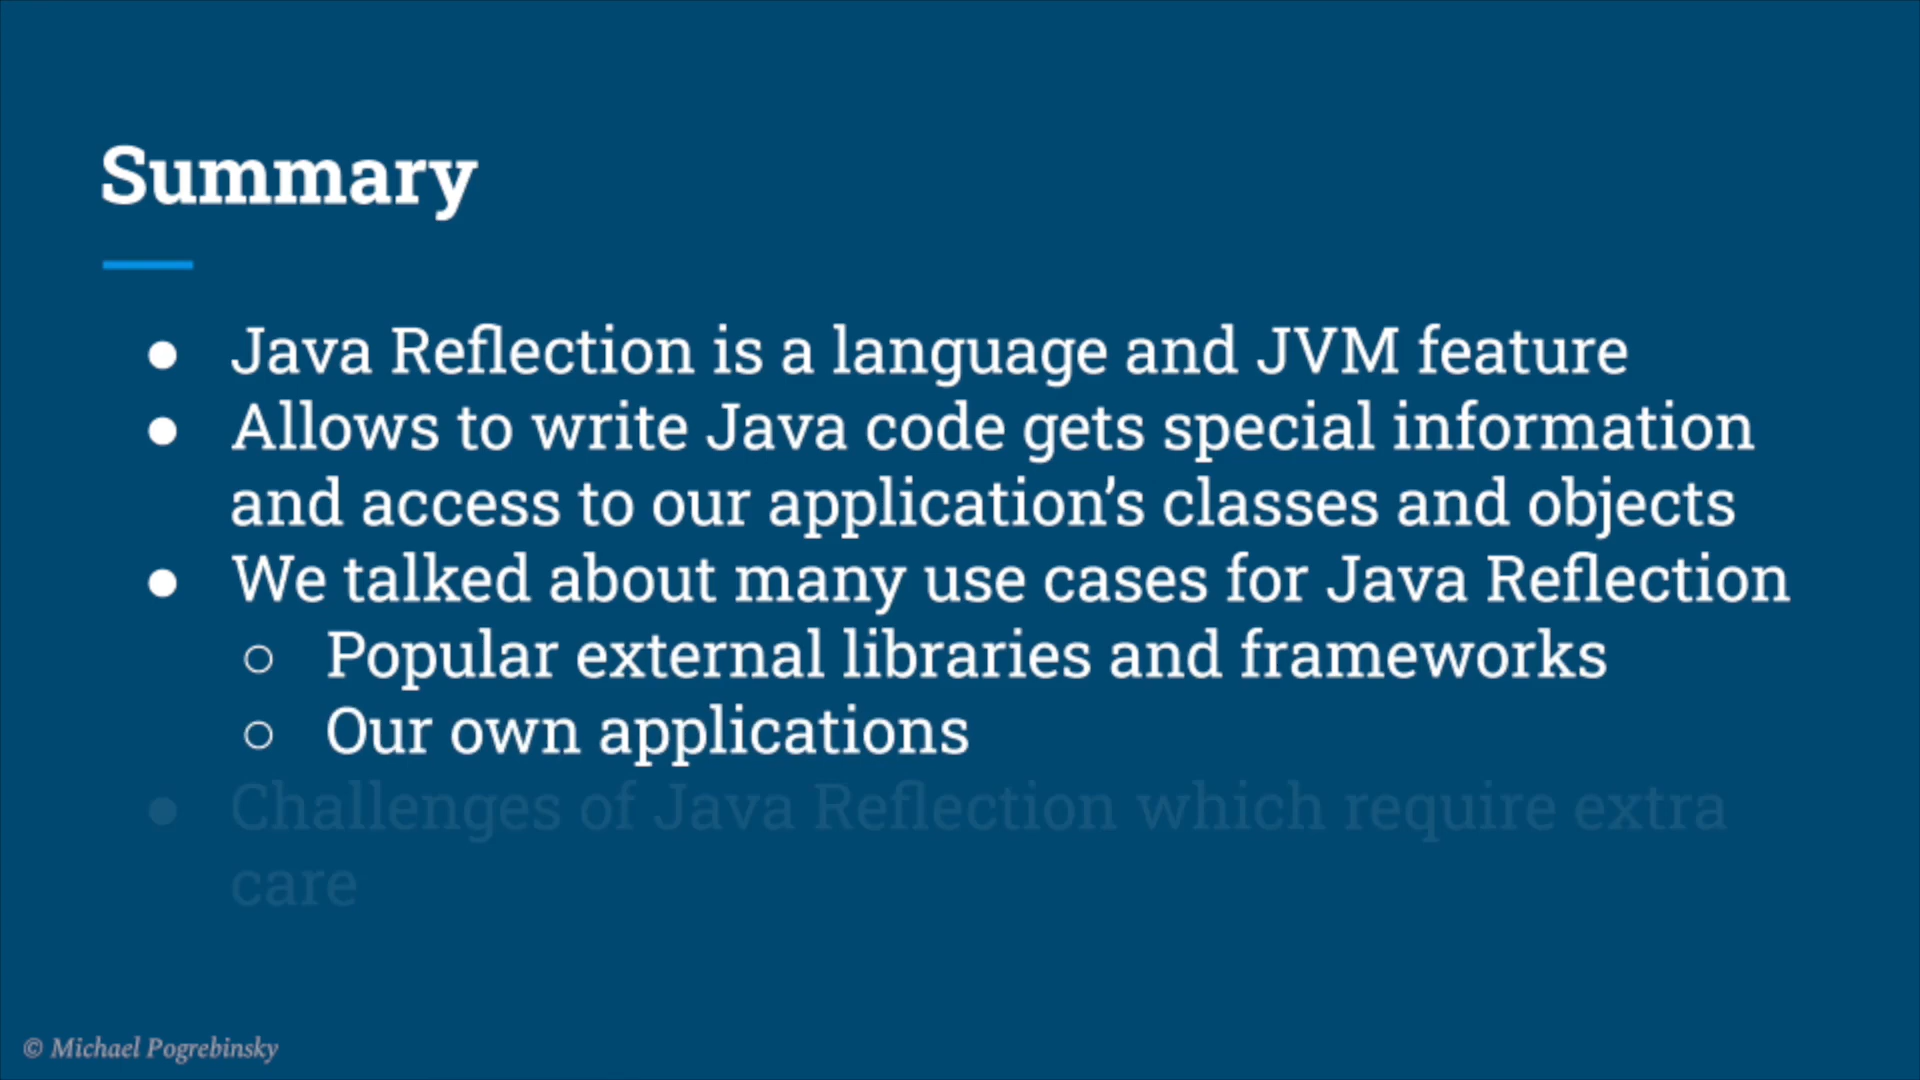 Summary
● Java Reflection is a language and JVM feature
● Allows to write Java code gets special information
and access to our application’s classes and objects
● We talked about many use cases for Java Reflection
○ Popular external libraries and frameworks
○ Our own applications
● Challenges of Java Reflection which require extra
care
© Michael Pogrebinsky